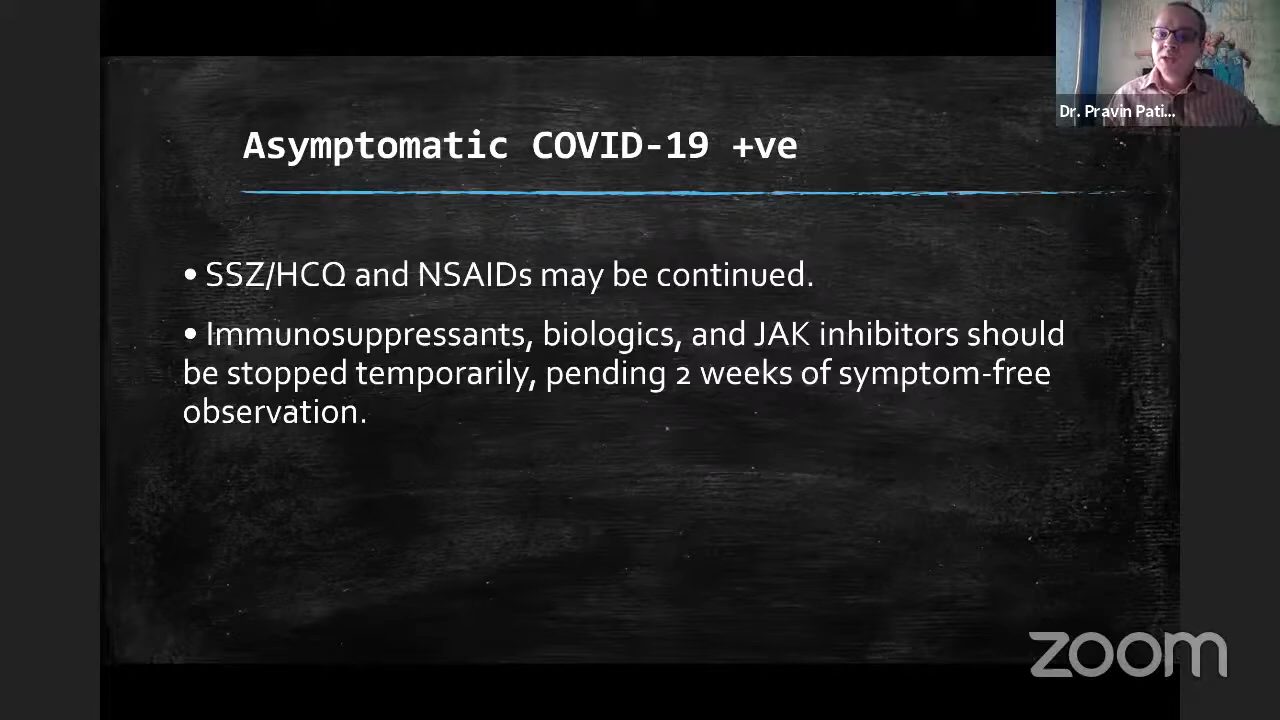 Dr. Pravin Pati...
Asymptomatic COVID-19 +ve
• SSZ/HCQ and NSAIDs may be continued.
• Immunosuppressants, biologics, and JAK inhibitors should
be stopped temporarily, pending 2 weeks of symptom-free
observation.
zoom